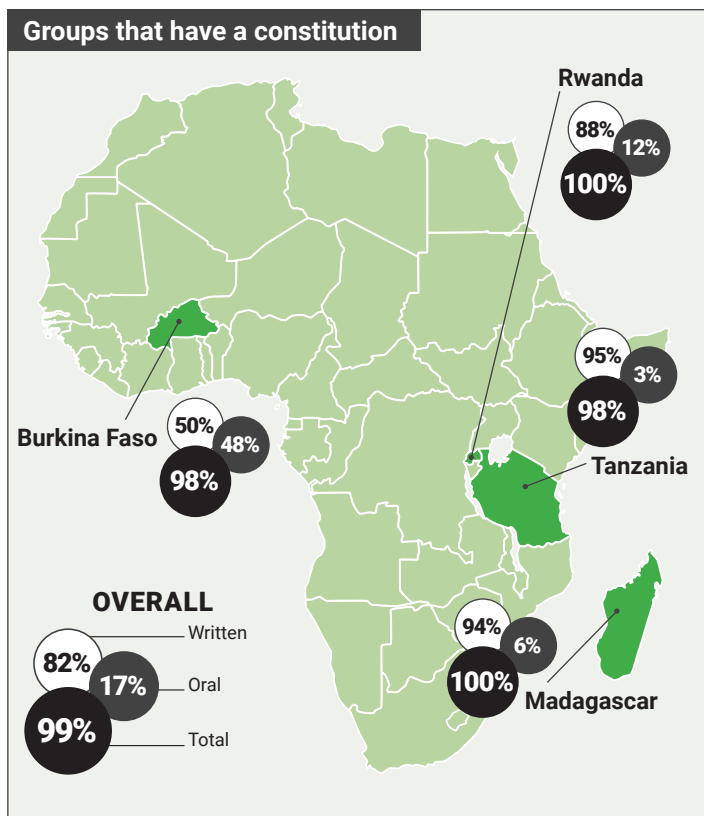 Groups that have a constitution
Rwanda
88%
12%
100%
95%
3%
98%
Tanzania
Burkina Faso
50%
48%
98%
OVERALL
Written
82%
17%
Oral
99%
Total
94%
6%
100%
Madagascar